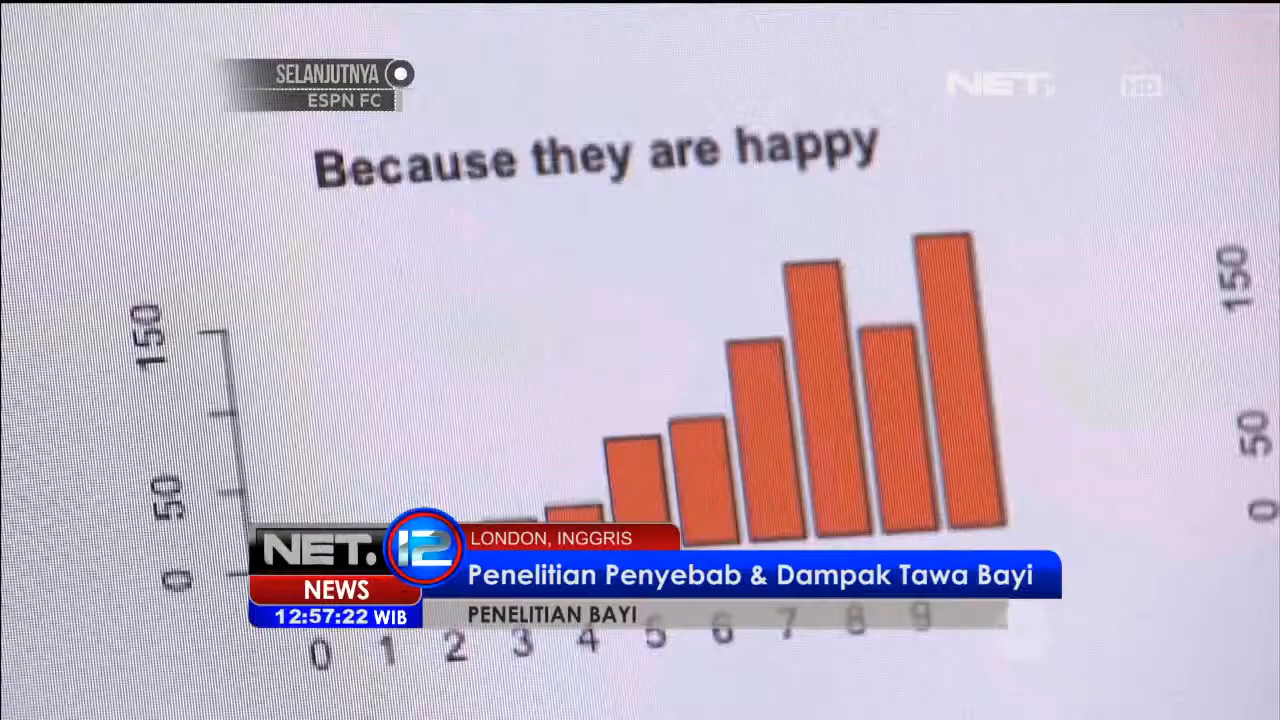 SELANJUTNYA
ESPN FC
NET.
HD
Because they are happy
150
50
0
150
50
0
NET. 12
NEWS
12:57:22 WIB
LONDON, INGGRIS
Penelitian Penyebab & Dampak Tawa Bayi
PENELITIAN BAYI
0 1 2 3 4 5 6 7 8 9